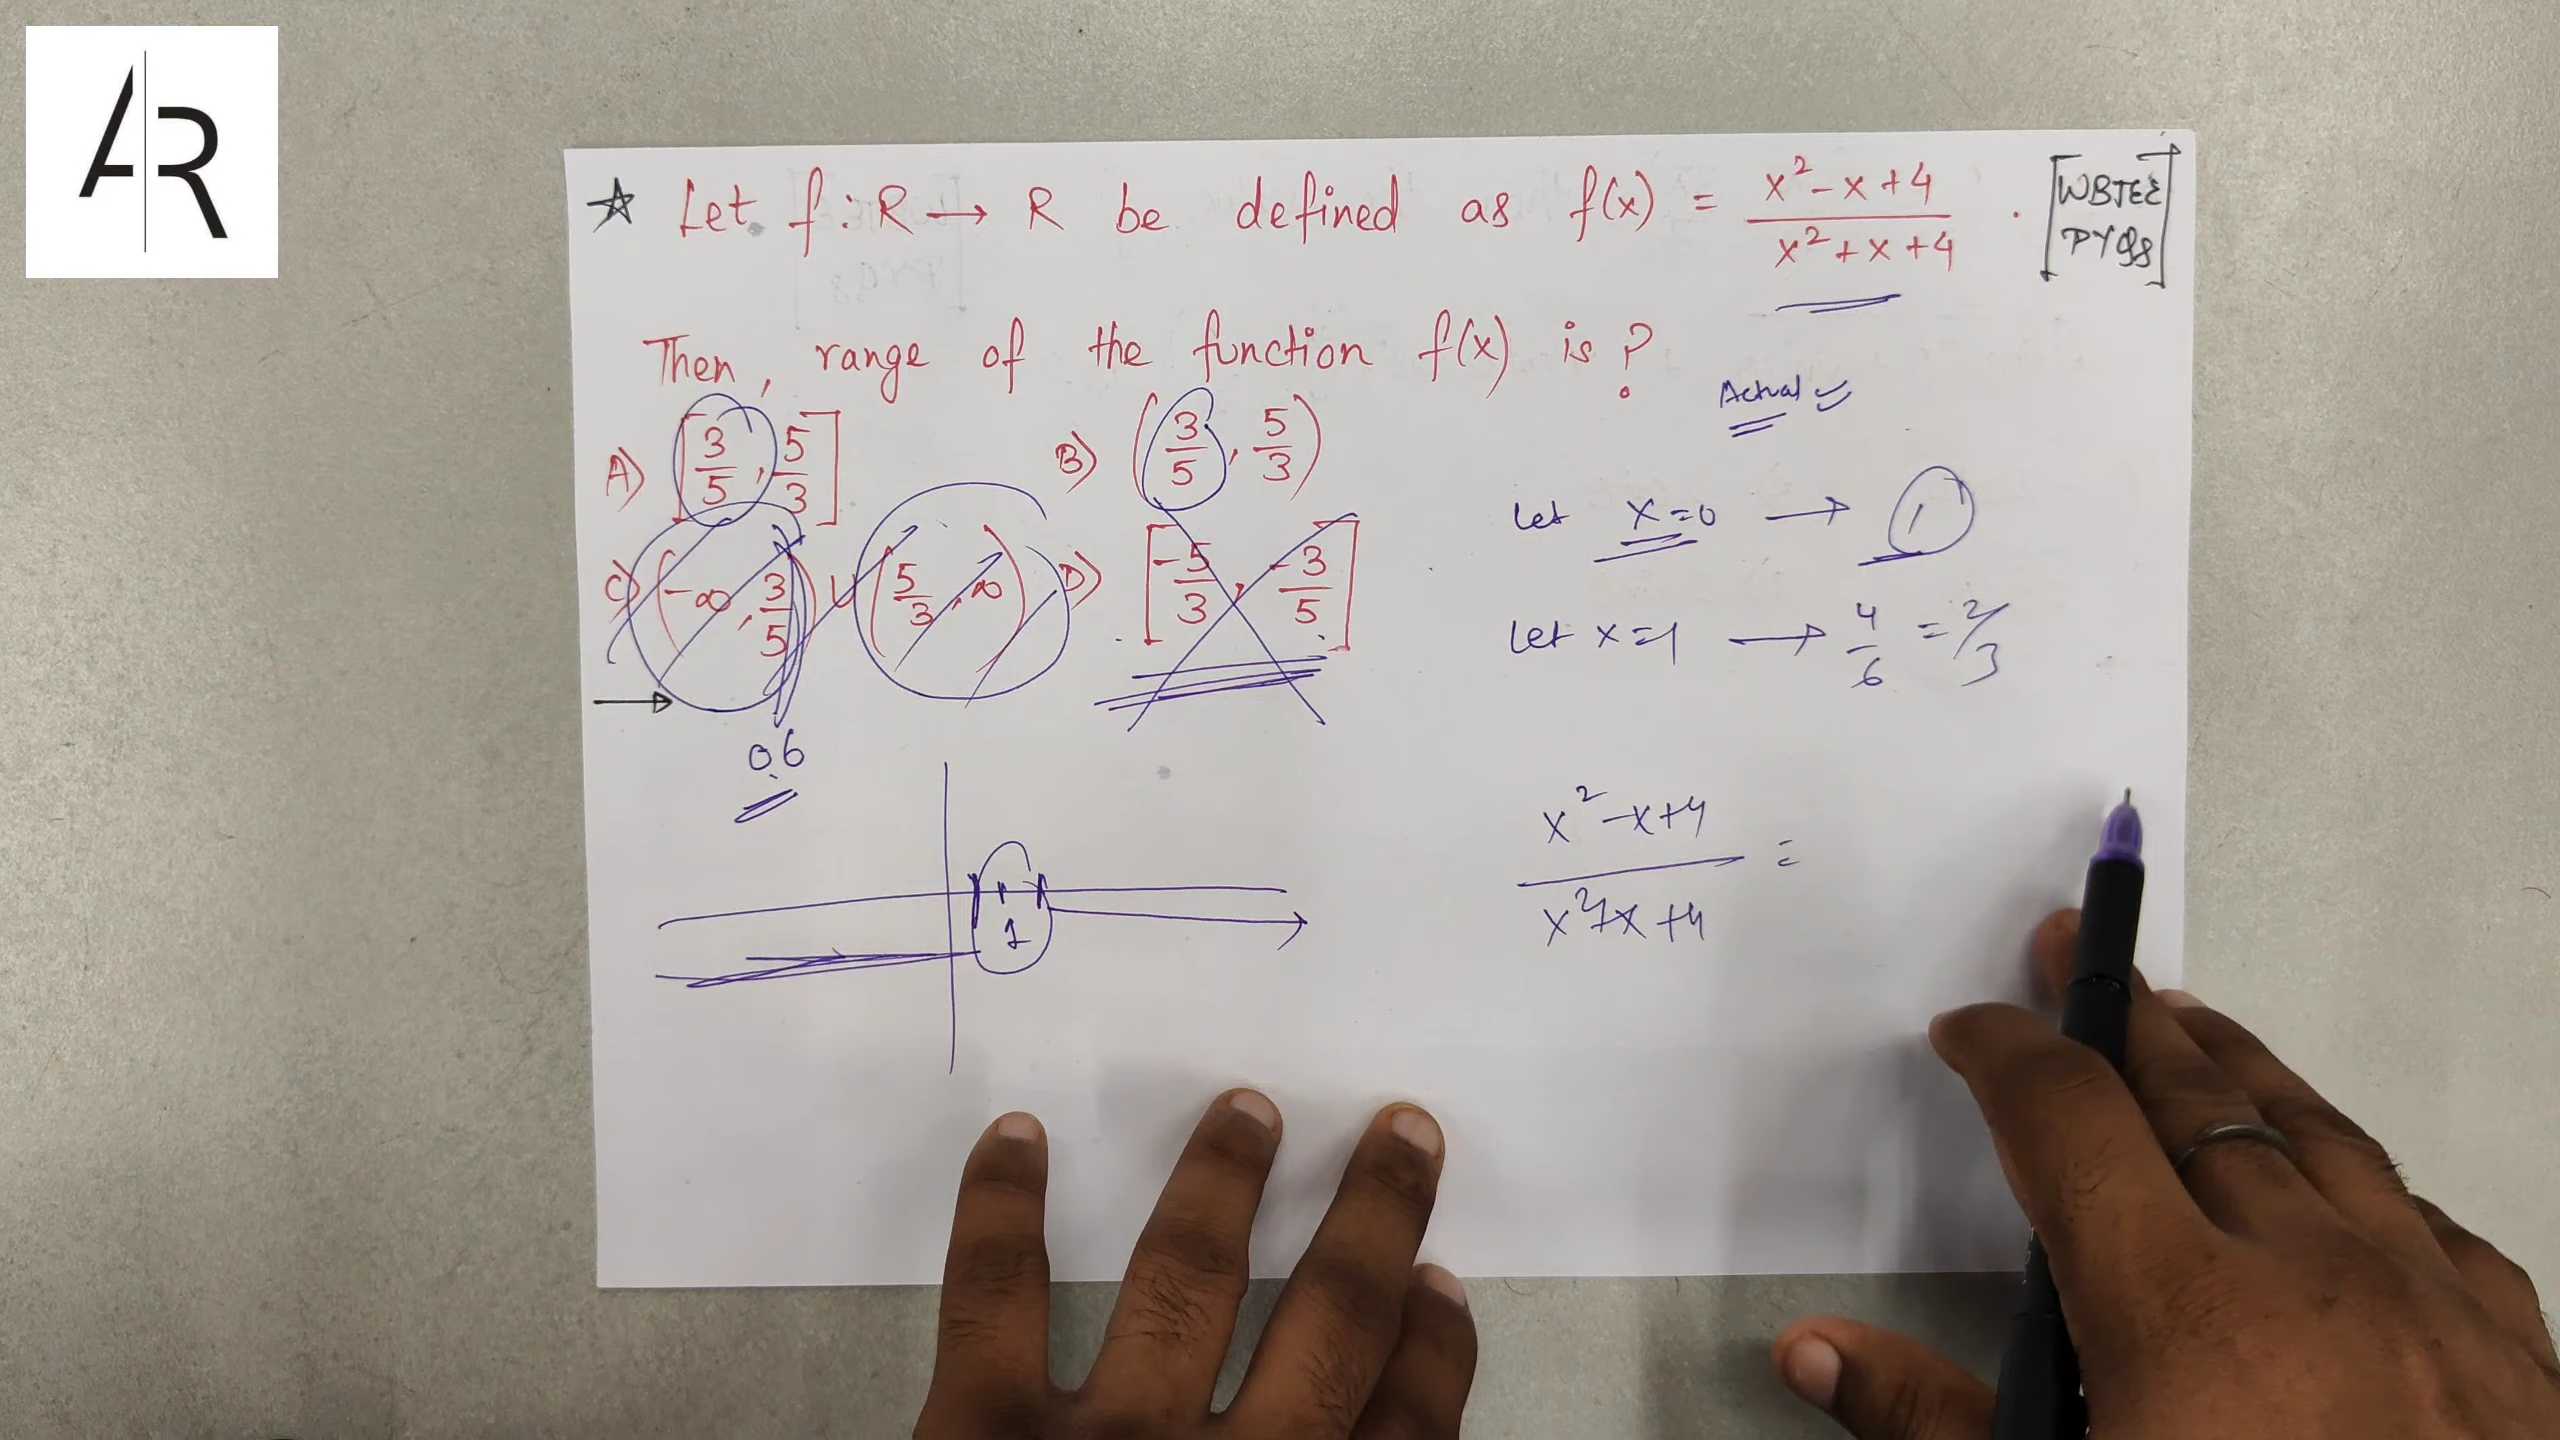 AR
☆ Let f : R → R be defined as f(x) = (x² - x + 4)/(x² + x + 4) . [WBJEE PYQs]
Then, range of the function f(x) is ?
Actual
A) [3/5, 5/3] B) (3/5, 5/3)
Let x=0 → 1
C) (-∞, 3/5) ∪ (5/3, ∞) D) [-5/3, -3/5]
Let x=1 → 4/6 = 2/3
→
0.6
1
(x² - x + 4)/(x² + x + 4) =